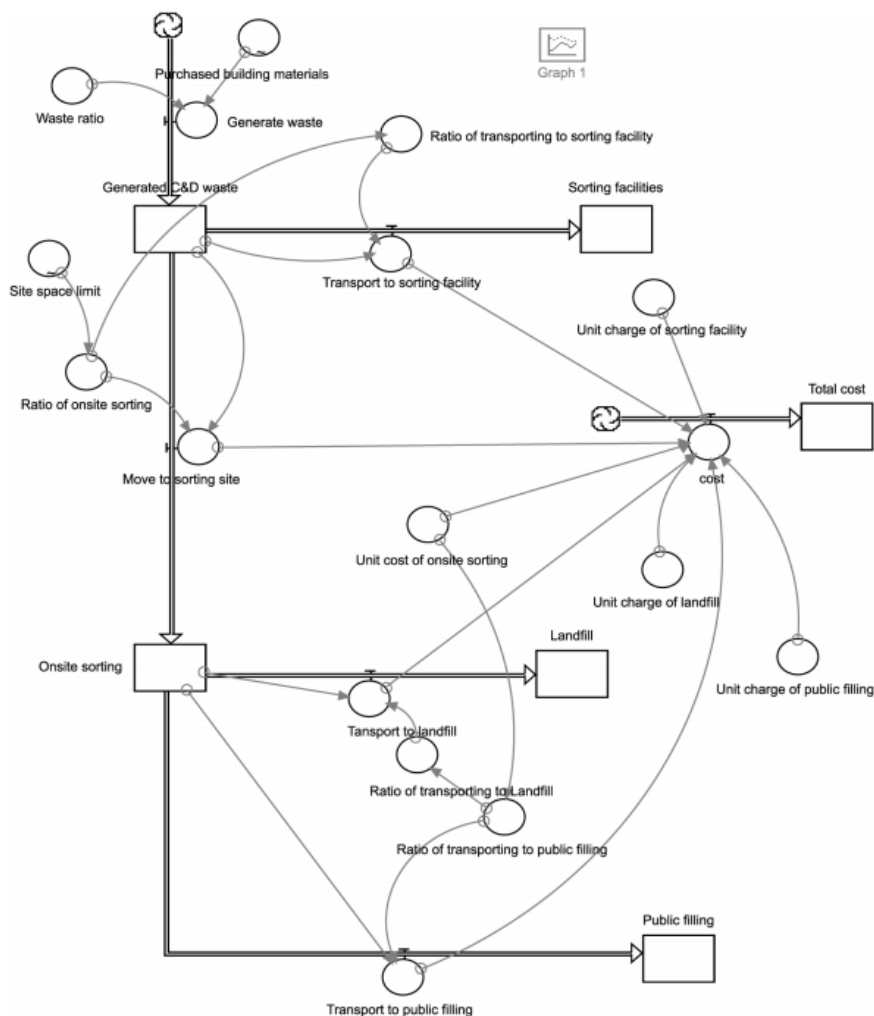 Purchased building materials
Graph 1
Waste ratio
Generate waste
Ratio of transporting to sorting facility
Generated C&D waste
Sorting facilities
Site space limit
Transport to sorting facility
Unit charge of sorting facility
Ratio of onsite sorting
Total cost
Move to sorting site
cost
Unit cost of onsite sorting
Unit charge of landfill
Landfill
Onsite sorting
Unit charge of public filling
Tansport to landfill
Ratio of transporting to Landfill
Ratio of transporting to public filling
Public filling
Transport to public filling